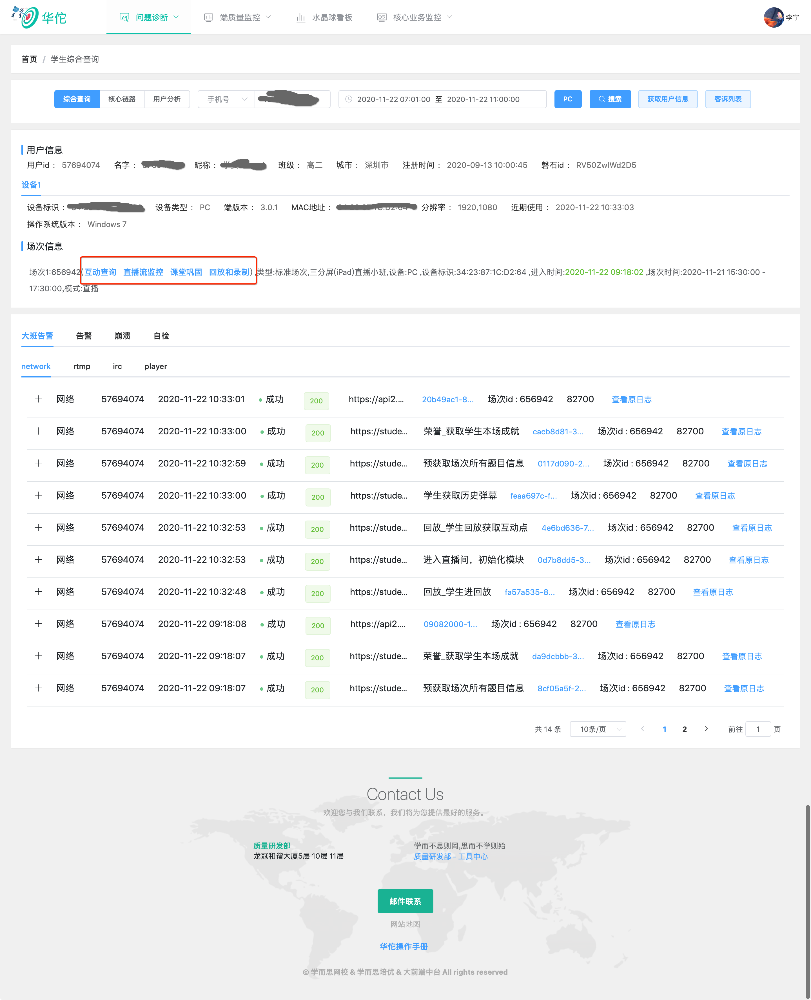 华佗 问题诊断 端质量监控 水晶球看板 核心业务监控 李宁
首页 / 学生综合查询
综合查询 核心链路 用户分析 手机号 2020-11-22 07:01:00 至 2020-11-22 11:00:00 PC 搜索 获取用户信息 客诉列表
用户信息
用户id : 57694074 名字 : 昵称 : 班级 : 高二 城市 : 深圳市 注册时间 : 2020-09-13 10:00:45 磐石id : RV50ZwlWd2D5
设备1
设备标识 : 设备类型 : PC 端版本 : 3.0.1 MAC地址 : 分辨率 : 1920,1080 近期使用 : 2020-11-22 10:33:03
操作系统版本 : Windows 7
场次信息
场次1:656942(互动查询 直播流监控 课堂巩固 回放和录制) ,类型:标准场次,三分屏(iPad)直播小班,设备:PC ,设备标识:34:23:87:1C:D2:64 ,进入时间:2020-11-22 09:18:02 ,场次时间:2020-11-21 15:30:00 -
17:30:00,模式:直播
大班告警 告警 崩溃 自检
network rtmp irc player
网络 57694074 2020-11-22 10:33:01 成功 200 https://api2.... 20b49ac1-8... 场次id : 656942 82700 查看原日志
网络 57694074 2020-11-22 10:33:00 成功 200 https://stude... 荣誉_获取学生本场成就 cacb8d81-3... 场次id : 656942 82700 查看原日志
网络 57694074 2020-11-22 10:32:59 成功 200 https://stude... 预获取场次所有题目信息 0117d090-2... 场次id : 656942 82700 查看原日志
网络 57694074 2020-11-22 10:33:00 成功 200 https://stude... 学生获取历史弹幕 feaa697c-f... 场次id : 656942 82700 查看原日志
网络 57694074 2020-11-22 10:32:53 成功 200 https://stude... 回放_学生回放获取互动点 4e6bd636-7... 场次id : 656942 82700 查看原日志
网络 57694074 2020-11-22 10:32:53 成功 200 https://stude... 进入直播间，初始化模块 0d7b8dd5-3... 场次id : 656942 82700 查看原日志
网络 57694074 2020-11-22 10:32:48 成功 200 https://stude... 回放_学生进回放 fa57a535-8... 场次id : 656942 82700 查看原日志
网络 57694074 2020-11-22 09:18:08 成功 200 https://api2.... 09082000-1... 场次id : 656942 82700 查看原日志
网络 57694074 2020-11-22 09:18:07 成功 200 https://stude... 荣誉_获取学生本场成就 da9dcbbb-3... 场次id : 656942 82700 查看原日志
网络 57694074 2020-11-22 09:18:07 成功 200 https://stude... 预获取场次所有题目信息 8cf05a5f-2... 场次id : 656942 82700 查看原日志
共 14 条 10条/页 1 2 前往 1 页
Contact Us
欢迎您与我们联系，我们将为您提供最好的服务。
质量研发部 学而不思则罔,思而不学则殆
龙冠和谐大厦5层 10层 11层 质量研发部 - 工具中心
邮件联系
网站地图
华佗操作手册
© 学而思网校 & 学而思培优 & 大前端中台 All rights reserved